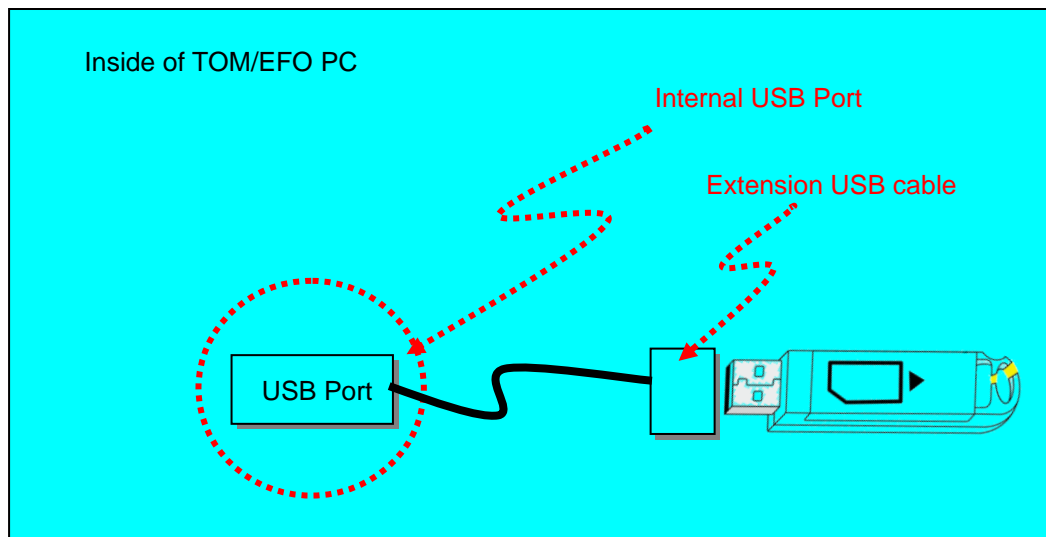 Inside of TOM/EFO PC
Internal USB Port
Extension USB cable
USB Port